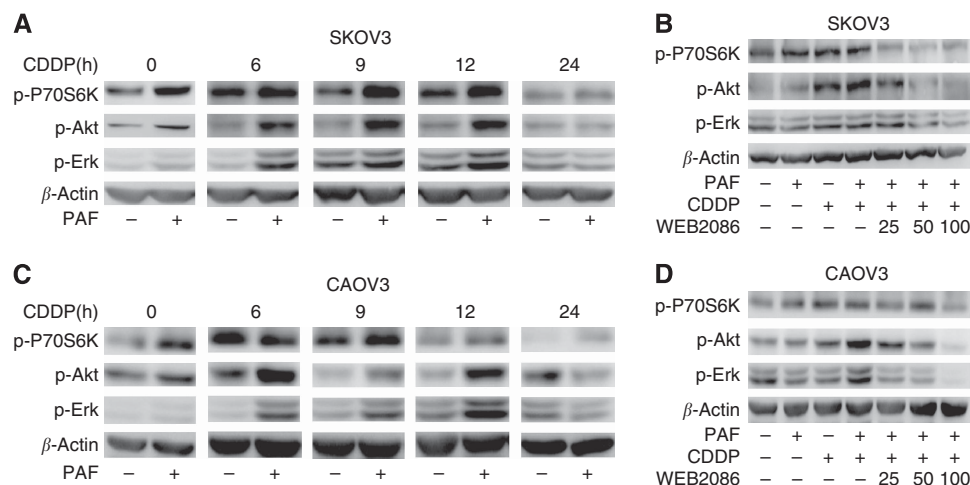 A
SKOV3
CDDP(h) 0 6 9 12 24
p-P70S6K
p-Akt
p-Erk
β-Actin
PAF – + – + – + – + – +
B
SKOV3
p-P70S6K
p-Akt
p-Erk
β-Actin
PAF – + – + + + +
CDDP – – + + + + +
WEB2086 – – – – 25 50 100
C
CAOV3
CDDP(h) 0 6 9 12 24
p-P70S6K
p-Akt
p-Erk
β-Actin
PAF – + – + – + – + – +
D
CAOV3
p-P70S6K
p-Akt
p-Erk
β-Actin
PAF – + – + + + +
CDDP – – + + + + +
WEB2086 – – – – 25 50 100